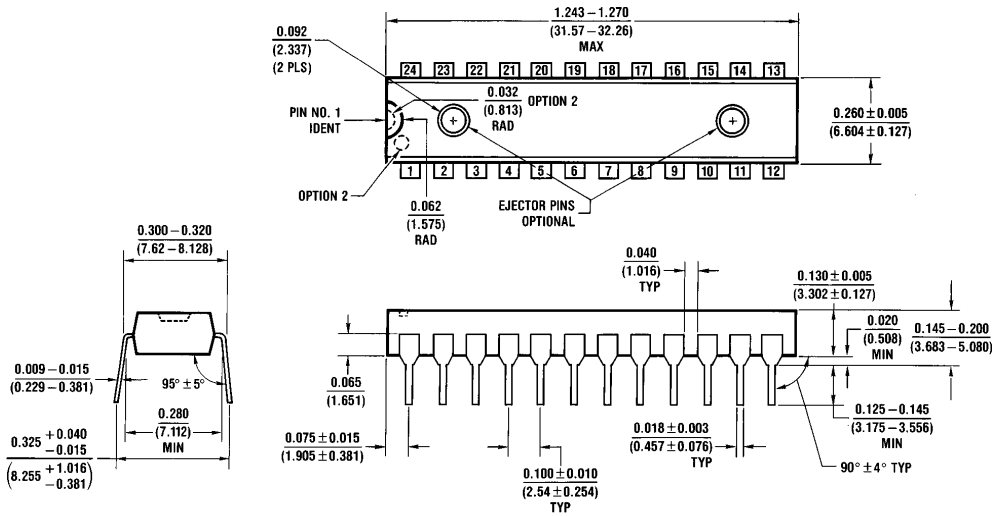 1.243–1.270
(31.57–32.26)
MAX
0.092
(2.337)
(2 PLS)
24 23 22 21 20 19 18 17 16 15 14 13
0.032
(0.813)
RAD
OPTION 2
PIN NO. 1
IDENT
0.260 ± 0.005
(6.604 ± 0.127)
1 2 3 4 5 6 7 8 9 10 11 12
OPTION 2
0.062
(1.575)
RAD
EJECTOR PINS
OPTIONAL
0.300–0.320
(7.62–8.128)
0.040
(1.016)
TYP
0.130 ± 0.005
(3.302 ± 0.127)
0.020
(0.508)
MIN
0.145–0.200
(3.683–5.080)
0.009–0.015
(0.229–0.381)
95° ± 5°
0.280
(7.112)
MIN
0.065
(1.651)
0.125–0.145
(3.175–3.556)
MIN
0.325 +0.040
−0.015
(8.255 +1.016
−0.381)
0.075 ± 0.015
(1.905 ± 0.381)
0.018 ± 0.003
(0.457 ± 0.076)
TYP
90° ± 4° TYP
0.100 ± 0.010
(2.54 ± 0.254)
TYP